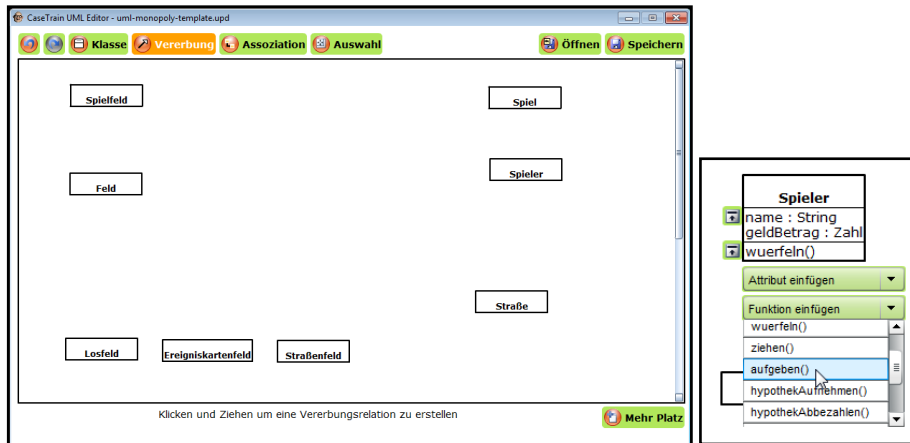 CaseTrain UML Editor - uml-monopoly-template.upd
Klasse Vererbung Assoziation Auswahl Öffnen Speichern
Spielfeld
Spiel
Feld
Spieler
Straße
Losfeld
Ereigniskartenfeld
Straßenfeld
Klicken und Ziehen um eine Vererbungsrelation zu erstellen
Mehr Platz
Spieler
name : String
geldBetrag : Zahl
wuerfeln()
Attribut einfügen
Funktion einfügen
wuerfeln()
ziehen()
aufgeben()
hypothekAufnehmen()
hypothekAbbezahlen()